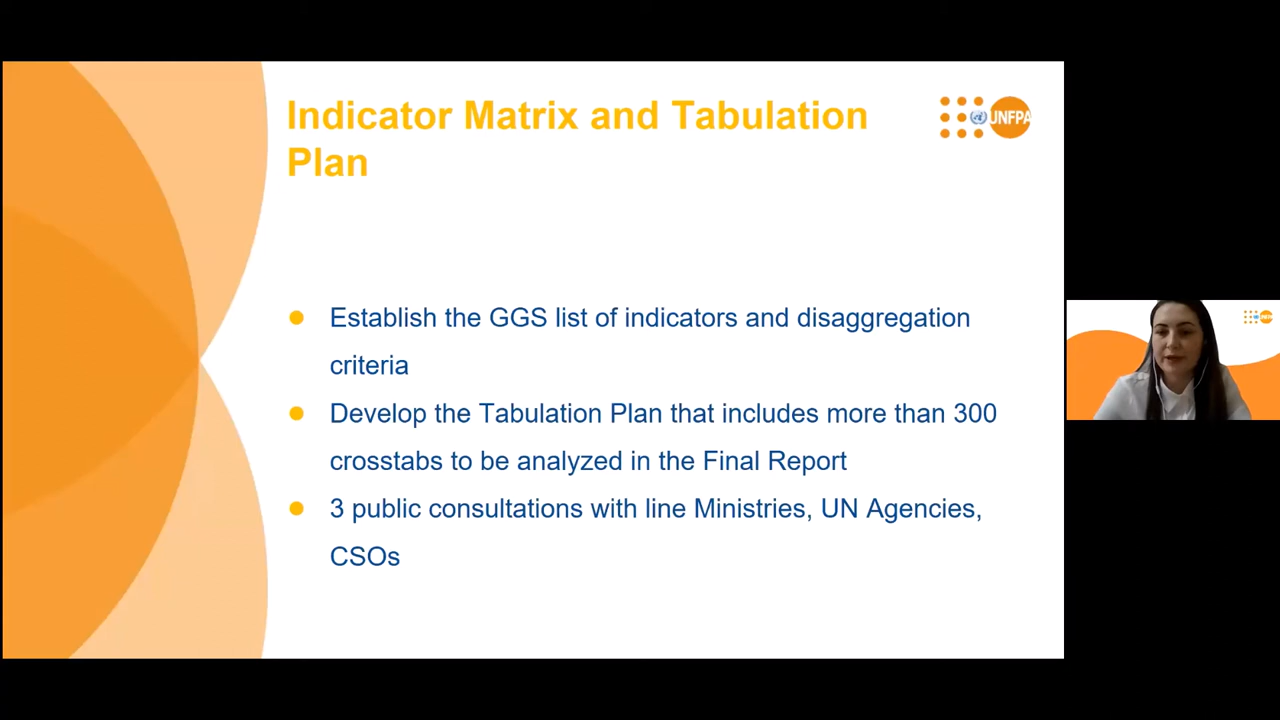 Indicator Matrix and Tabulation
Plan
UNFPA
Establish the GGS list of indicators and disaggregation
criteria
Develop the Tabulation Plan that includes more than 300
crosstabs to be analyzed in the Final Report
3 public consultations with line Ministries, UN Agencies,
CSOs